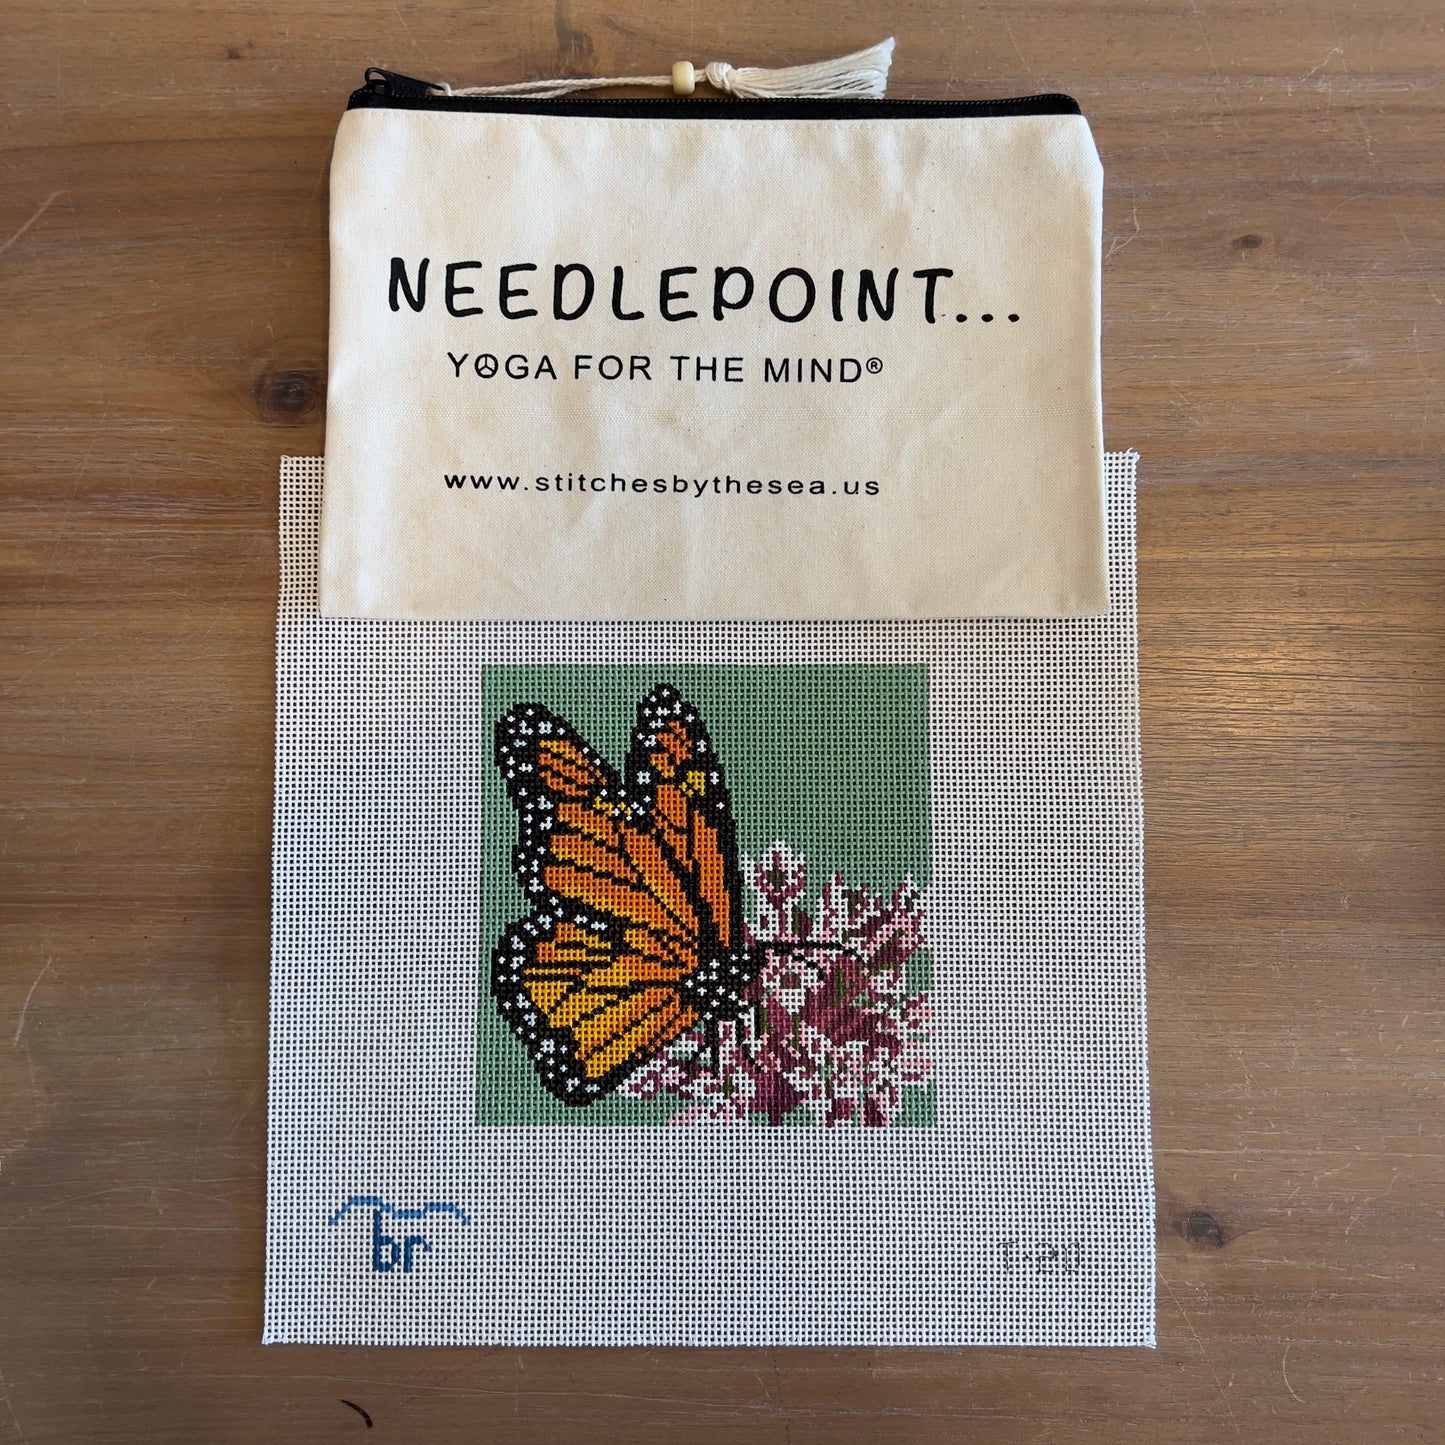 NEEDLEPOINT...
YOGA FOR THE MIND®
www.stitchesbythesea.us
br